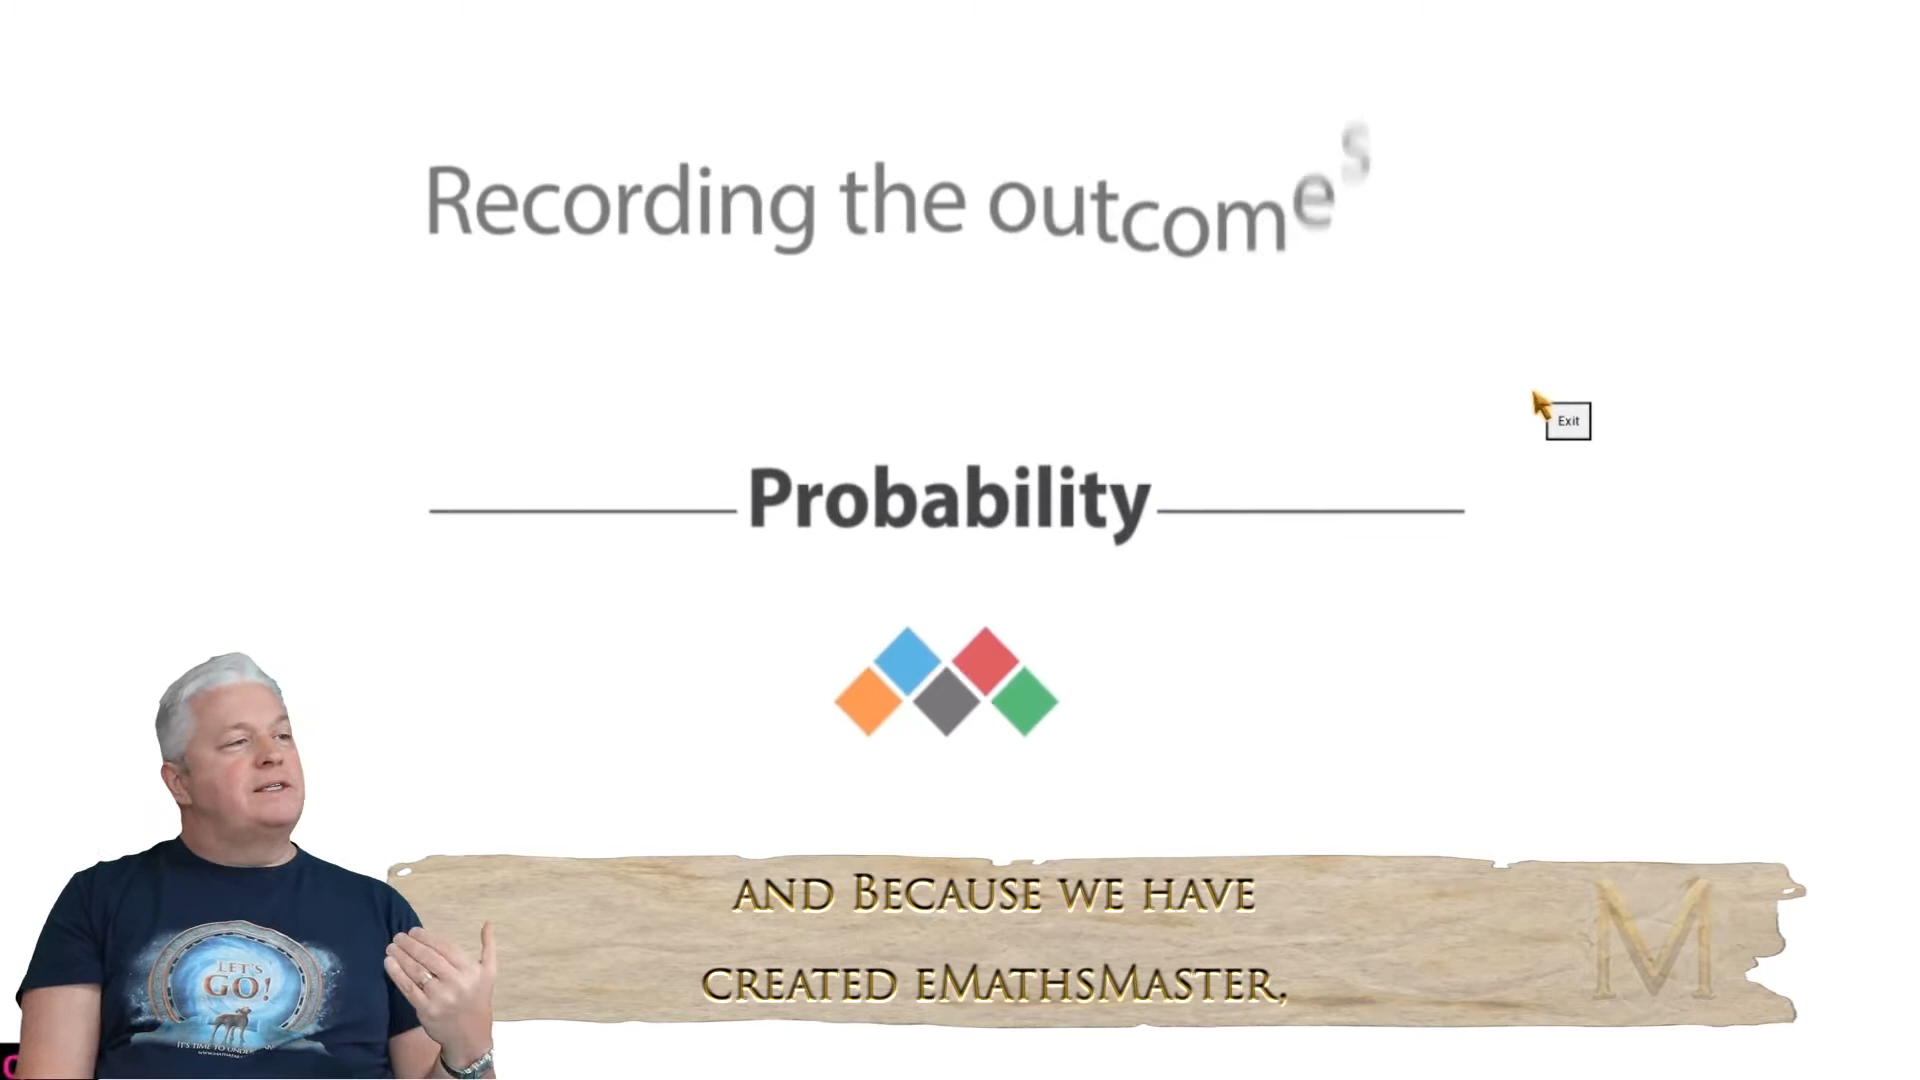 Recording the outcomes
Exit
Probability
LET'S
GO!
AND BECAUSE WE HAVE
CREATED EMATHSMASTER,
M